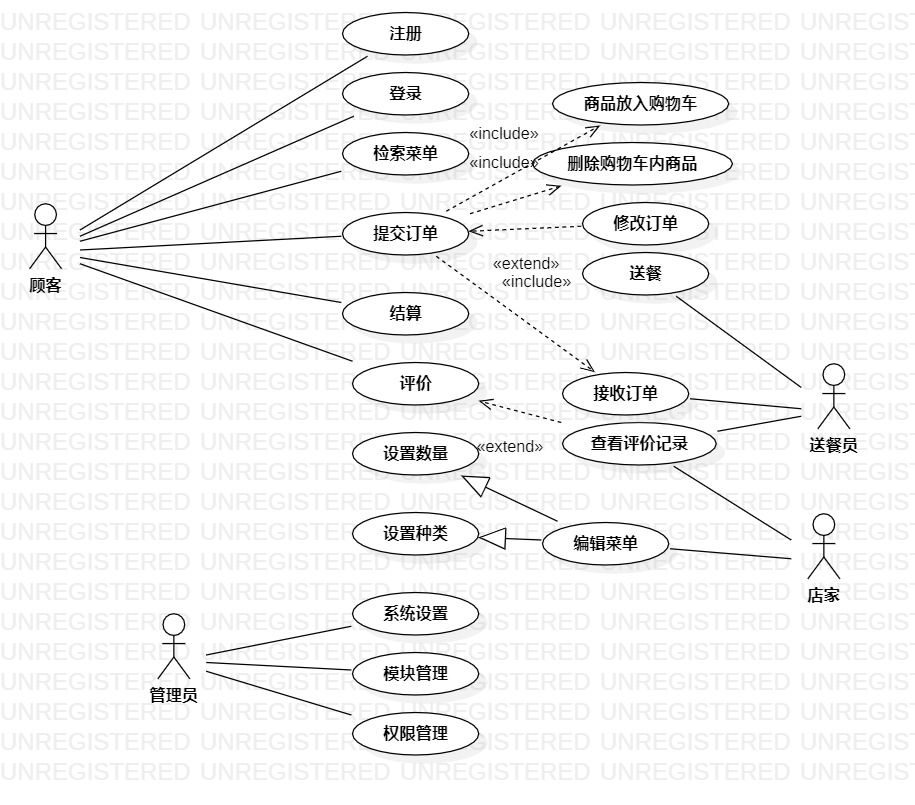 注册
登录
商品放入购物车
«include»
检索菜单
«include»
删除购物车内商品
提交订单
修改订单
«extend»
送餐
«include»
顾客
结算
评价
接收订单
查看评价记录
送餐员
设置数量
«extend»
设置种类
编辑菜单
店家
系统设置
模块管理
管理员
权限管理
UNREGISTERED UNREGISTERED UNREGISTERED UNREGISTERED UNREGISTERED